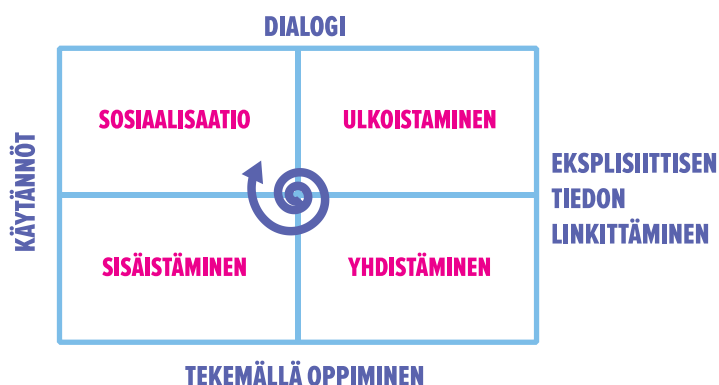 DIALOGI
SOSIAALISAATIO
ULKOISTAMINEN
KÄYTÄNNÖT
EKSPLISIITTISEN
TIEDON
LINKITTÄMINEN
SISÄISTÄMINEN
YHDISTÄMINEN
TEKEMÄLLÄ OPPIMINEN